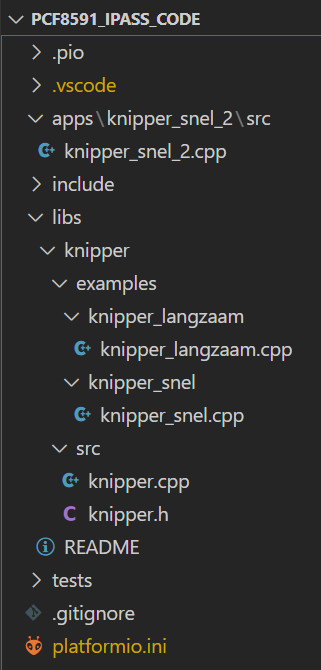 PCF8591_IPASS_CODE
.pio
.vscode
apps\knipper_snel_2\src
knipper_snel_2.cpp
include
libs
knipper
examples
knipper_langzaam
knipper_langzaam.cpp
knipper_snel
knipper_snel.cpp
src
knipper.cpp
C knipper.h
README
tests
.gitignore
platformio.ini